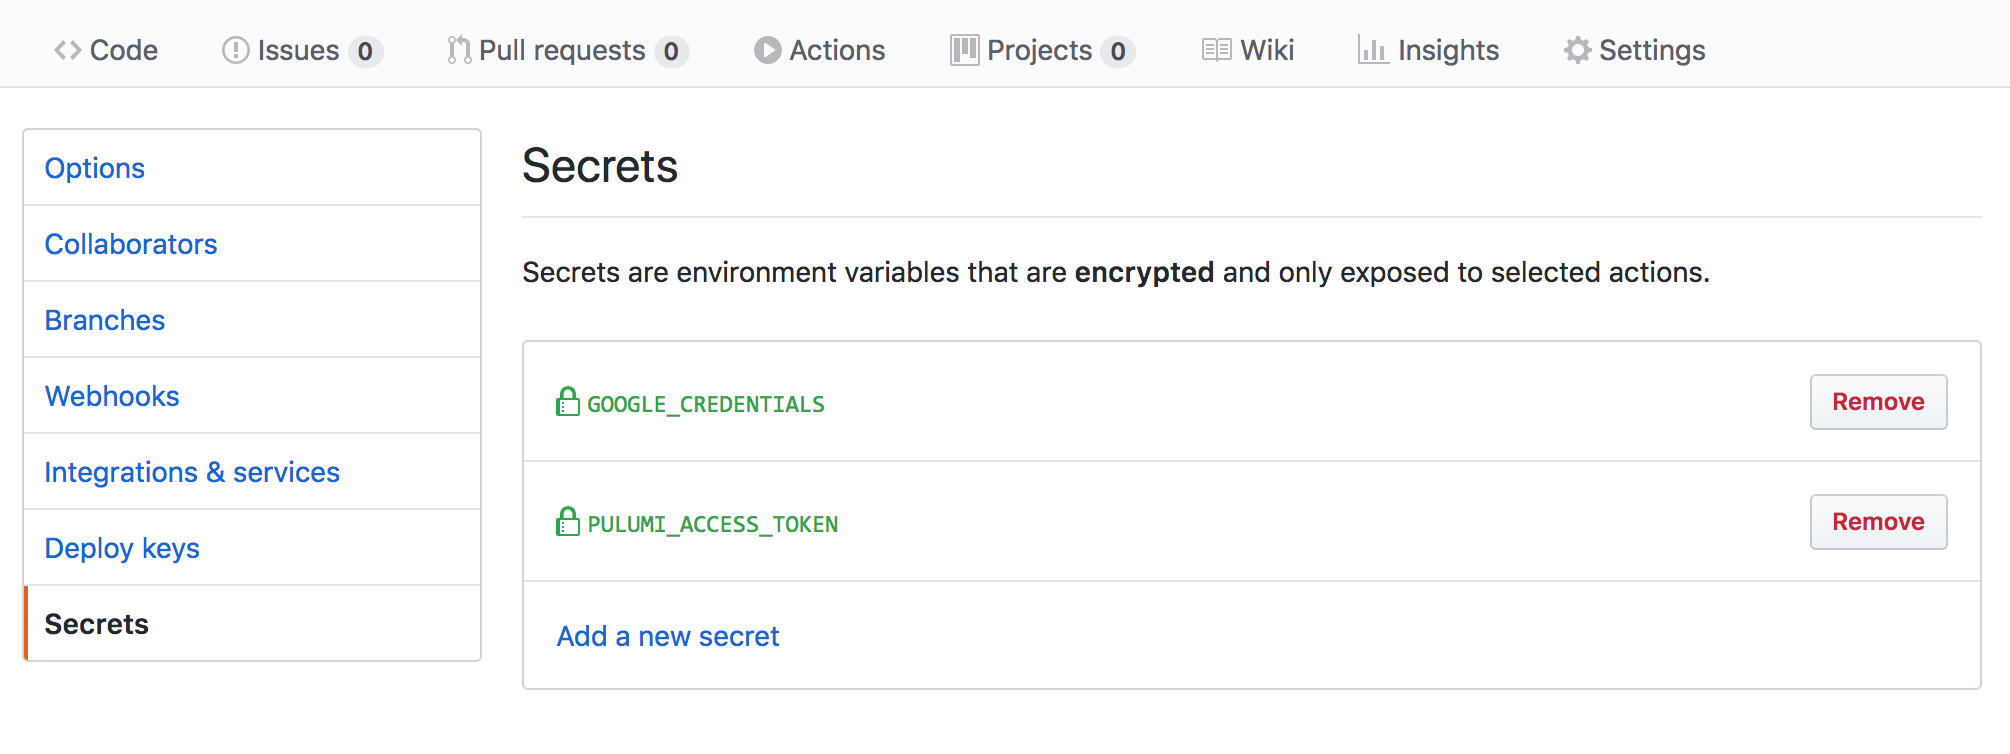 Code Issues 0 Pull requests 0 Actions Projects 0 Wiki Insights Settings
Options
Collaborators
Branches
Webhooks
Integrations & services
Deploy keys
Secrets
Secrets
Secrets are environment variables that are encrypted and only exposed to selected actions.
GOOGLE_CREDENTIALS Remove
PULUMI_ACCESS_TOKEN Remove
Add a new secret